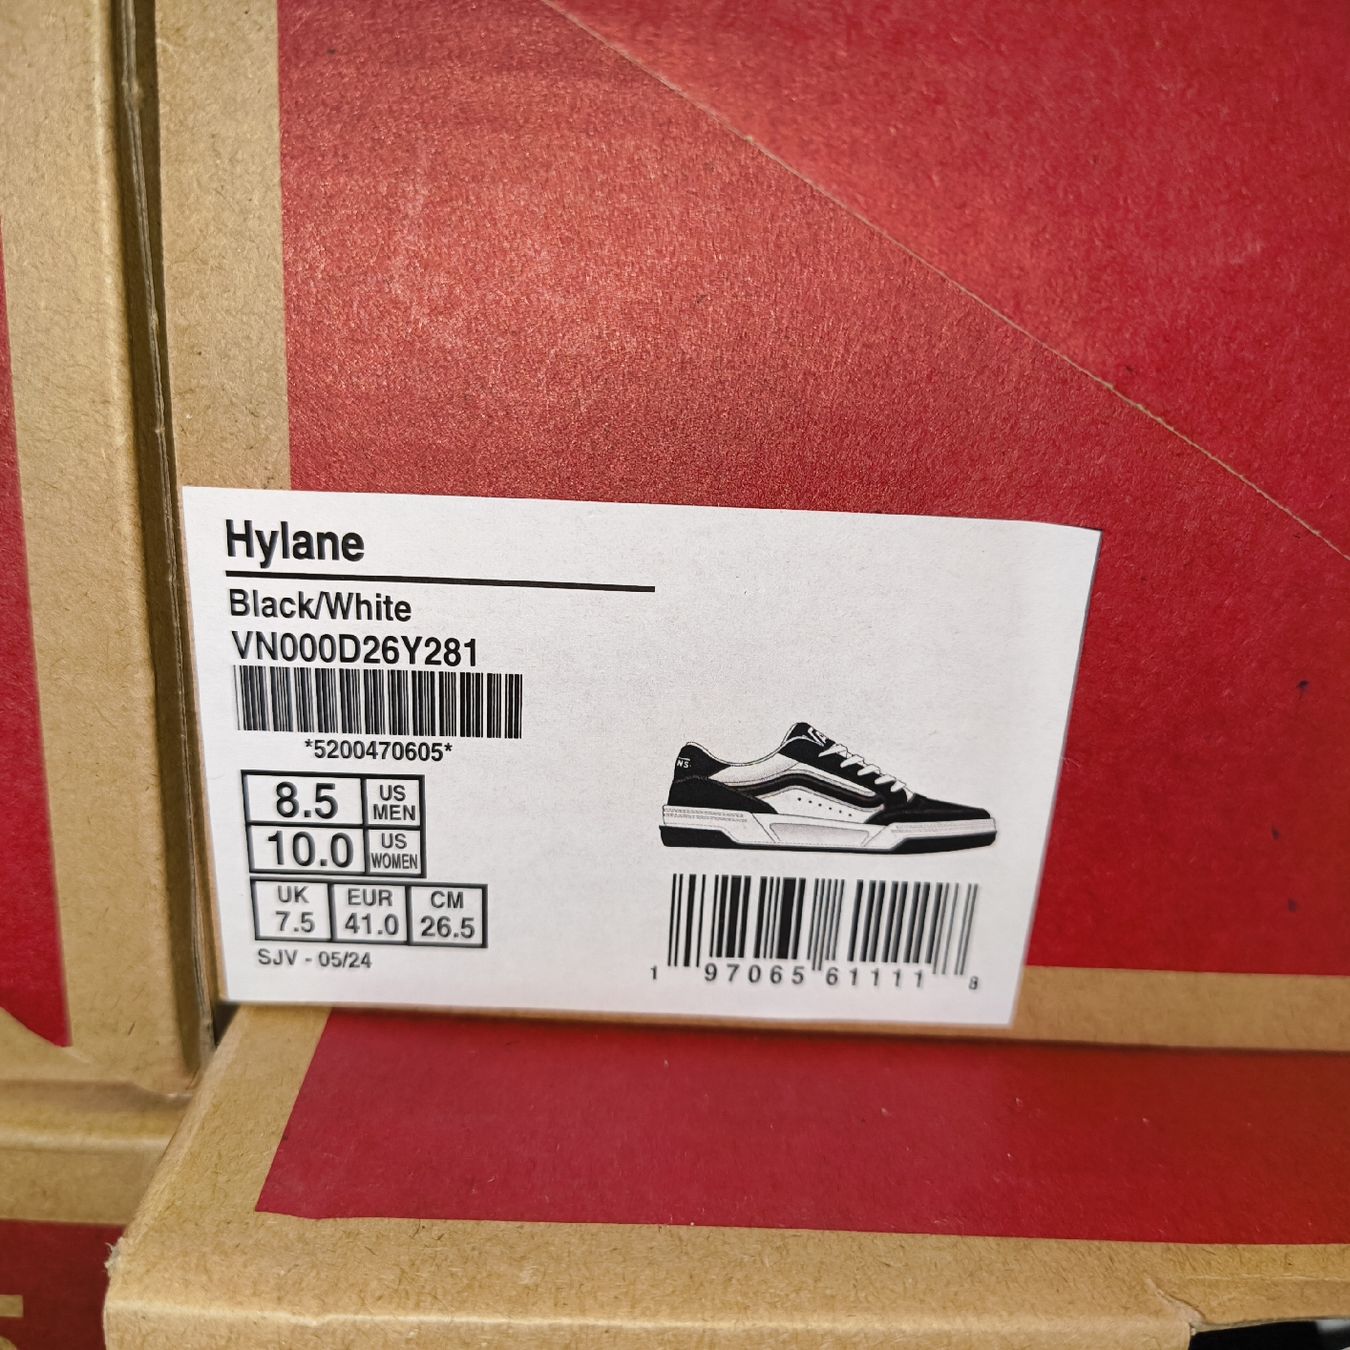 Hylane
Black/White
VN000D26Y281
*5200470605*
8.5 US MEN
10.0 US WOMEN
UK EUR CM
7.5 41.0 26.5
SJV - 05/24
1 97065 61111 8